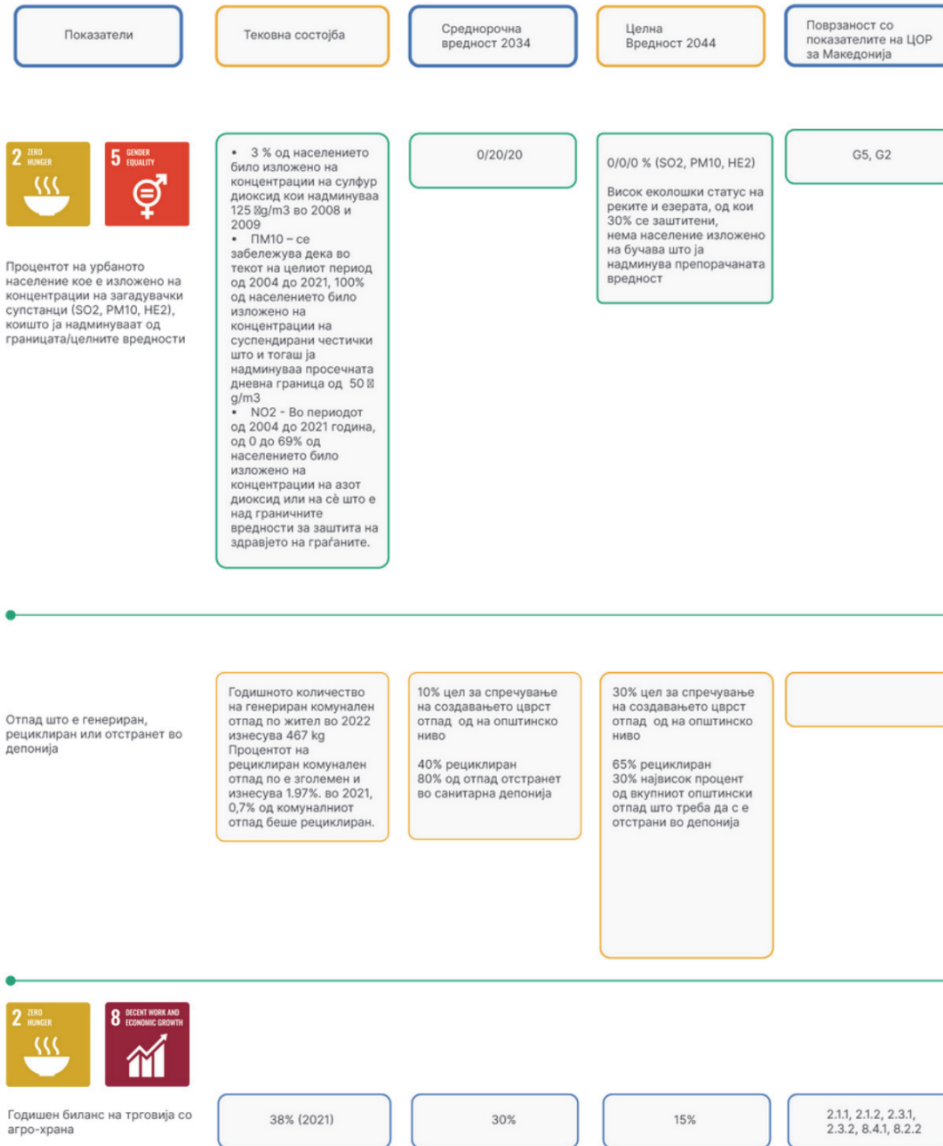 Показатели
Тековна состојба
Среднорочна
вредност 2034
Целна
Вредност 2044
Поврзаност со
показателите на ЦОР
за Македонија
2 ZERO
HUNGER
5 GENDER
EQUALITY
Процентот на урбаното
население кое е изложено на
концентрации на загадувачки
супстанци (SO2, PM10, НЕ2),
коишто ја надминуваат од
границата/целните вредности
• 3 % од населението
било изложено на
концентрации на сулфур
диоксид кои надминуваа
125 g/m3 во 2008 и
2009
• ПМ10 – се
забележува дека во
текот на целиот период
од 2004 до 2021, 100%
од населението било
изложено на
концентрации на
суспендирани честички
што и тогаш ја
надминуваа просечната
дневна граница од 50
g/m3
• NO2 - Во периодот
од 2004 до 2021 година,
од 0 до 69% од
населението било
изложено на
концентрации на азот
диоксид или на сѐ што е
над граничните
вредности за заштита на
здравјето на граѓаните.
0/20/20
0/0/0 % (SO2, PM10, НЕ2)
Висок еколошки статус на
реките и езерата, од кои
30% се заштитени,
нема население изложено
на бучава што ја
надминува препорачаната
вредност
G5, G2
Отпад што е генериран,
рециклиран или отстранет во
депонија
Годишното количество
на генериран комунален
отпад по жител во 2022
изнесува 467 kg
Процентот на
рециклиран комунален
отпад по е зголемен и
изнесува 1.97%. во 2021,
0,7% од комуналниот
отпад беше рециклиран.
10% цел за спречување
на создавањето цврст
отпад од на општинско
ниво
40% рециклиран
80% од отпад отстранет
во санитарна депонија
30% цел за спречување
на создавањето цврст
отпад од на општинско
ниво
65% рециклиран
30% највисок процент
од вкупниот општински
отпад што треба да с е
отстрани во депонија
2 ZERO
HUNGER
8 DECENT WORK AND
ECONOMIC GROWTH
Годишен биланс на трговија со
агро-храна
38% (2021)
30%
15%
2.1.1, 2.1.2, 2.3.1,
2.3.2, 8.4.1, 8.2.2